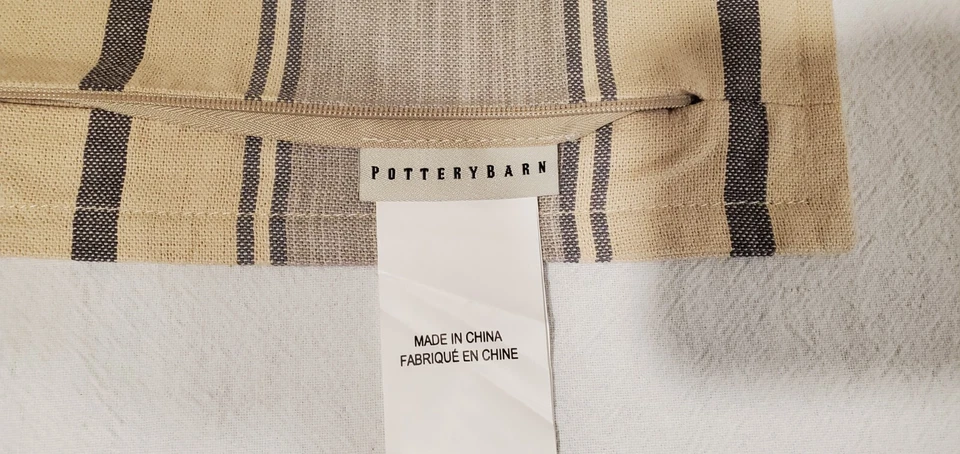 POTTERYBARN
MADE IN CHINA
FABRIQUÉ EN CHINE